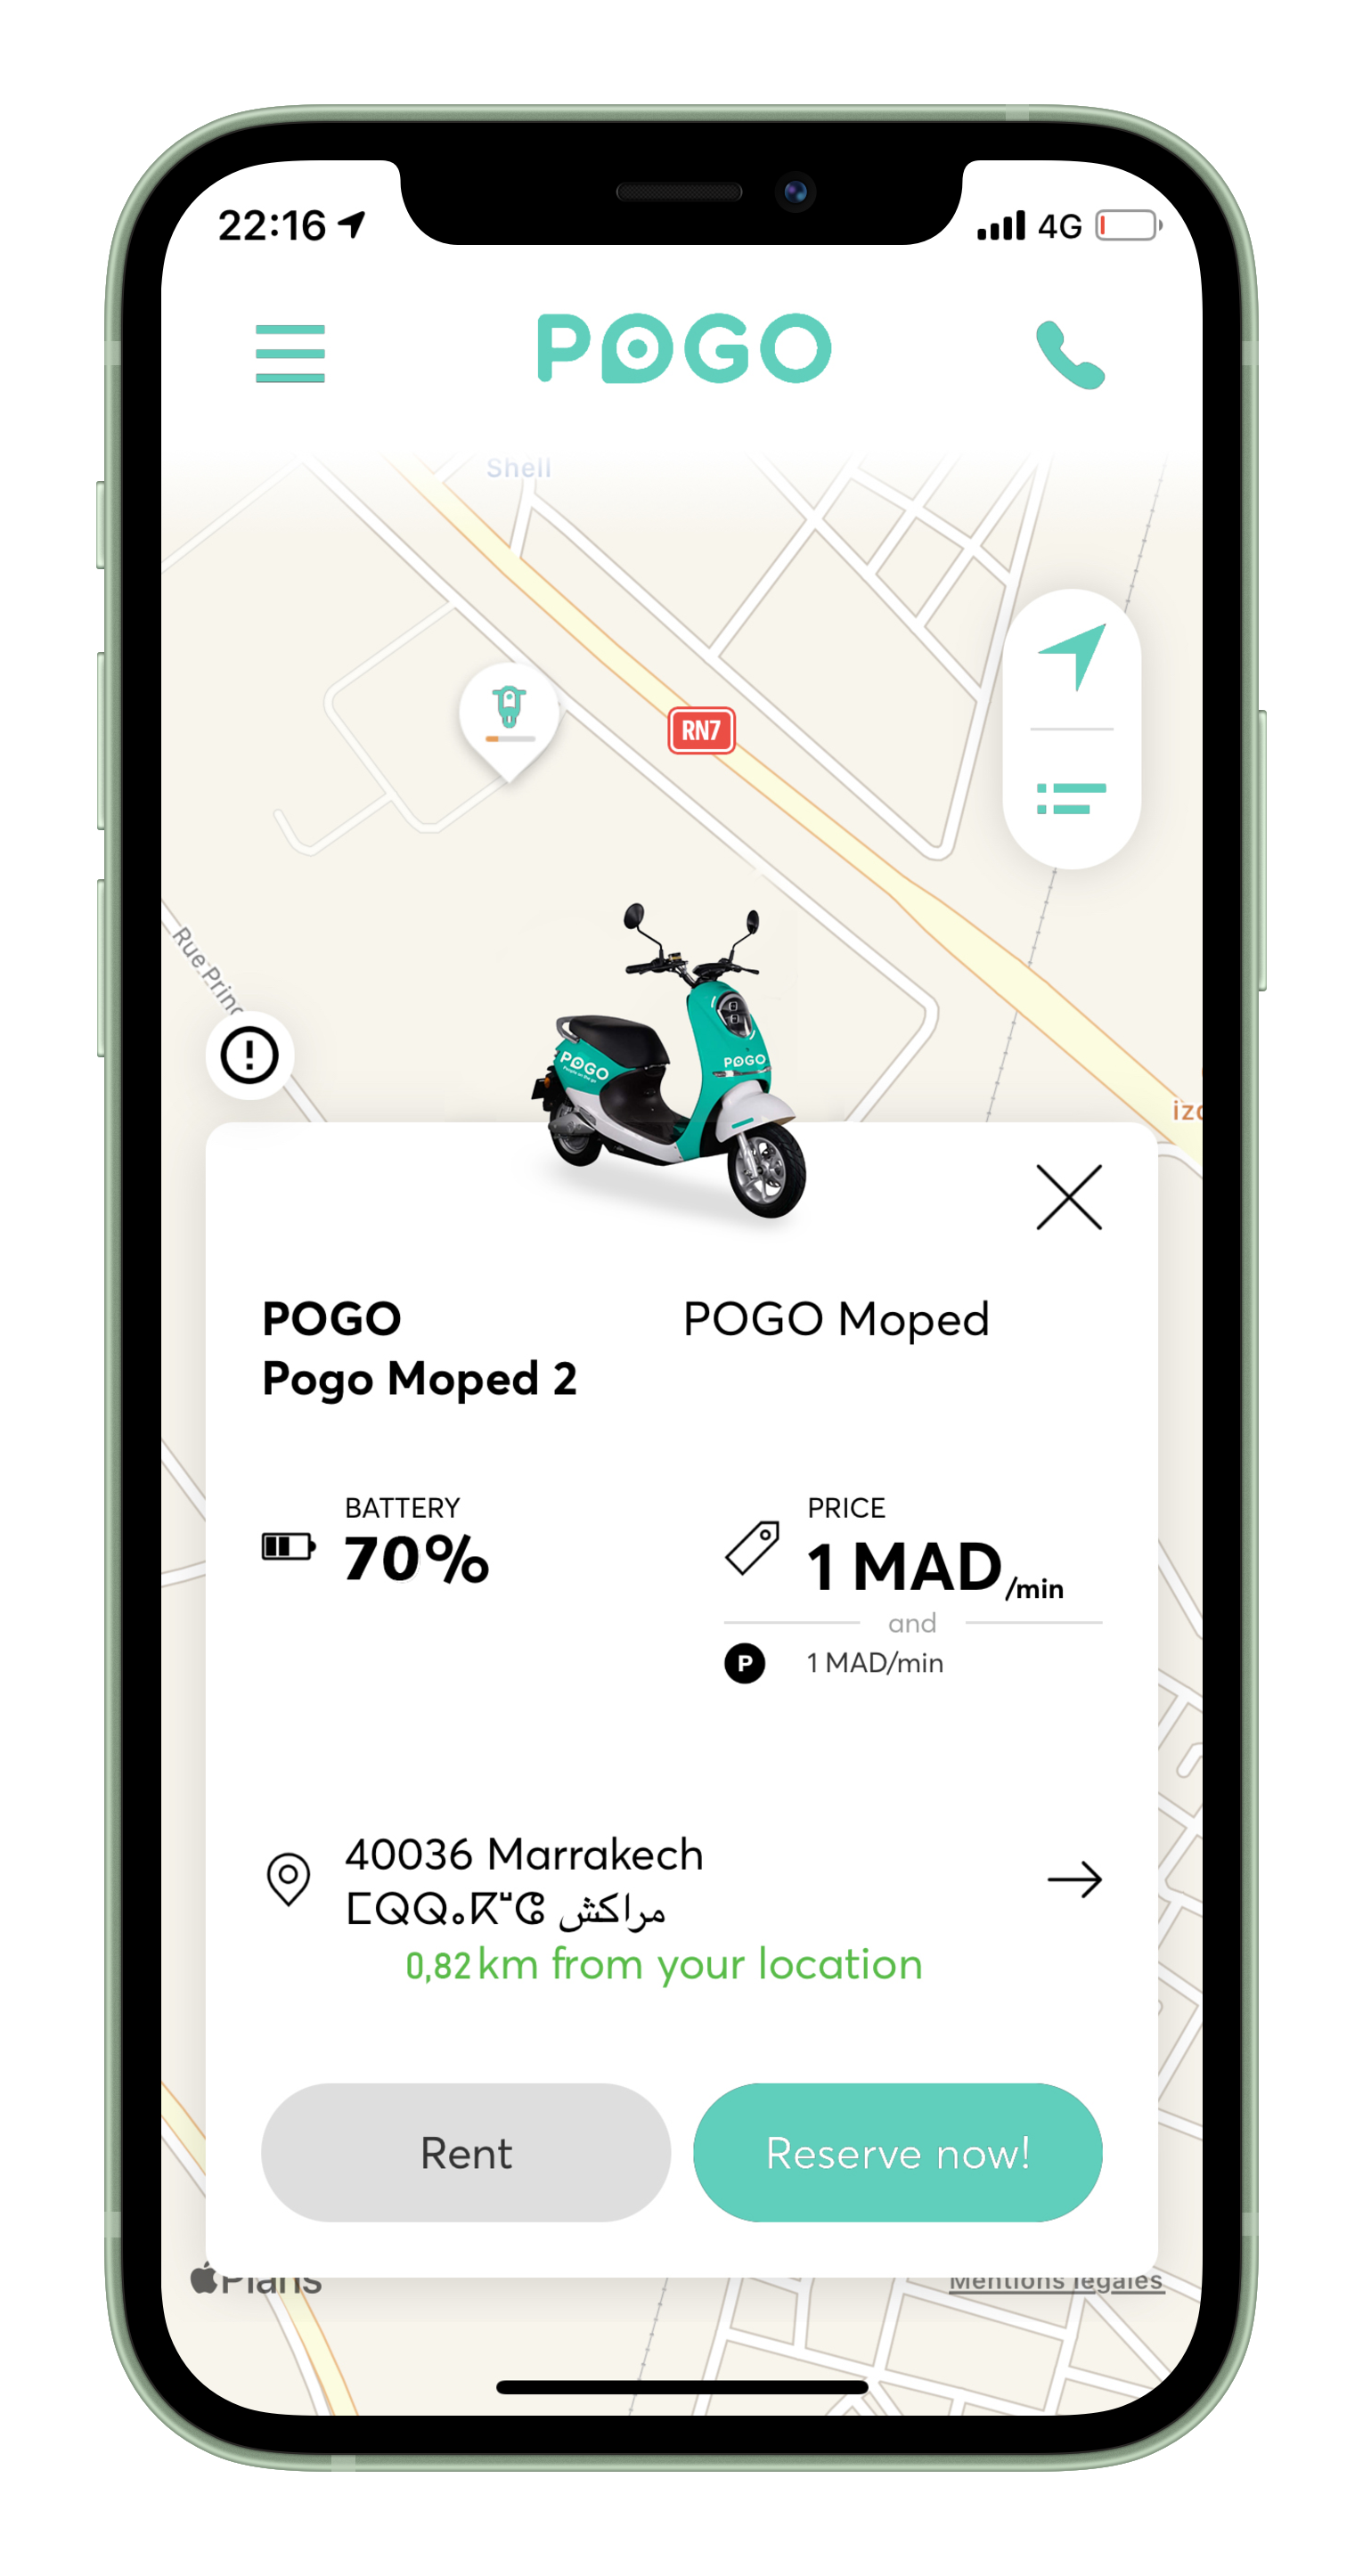 22:16 4G
POGO
Shell
RN7
Rue Princ
izd
POGO POGO
POGO POGO Moped
Pogo Moped 2
BATTERY PRICE
70% 1 MAD/min
and
P 1 MAD/min
40036 Marrakech
ⵎⵕⵕⴰⴽⵯⵛ مراكش
0,82 km from your location
Rent Reserve now!
Plans Mentions légales